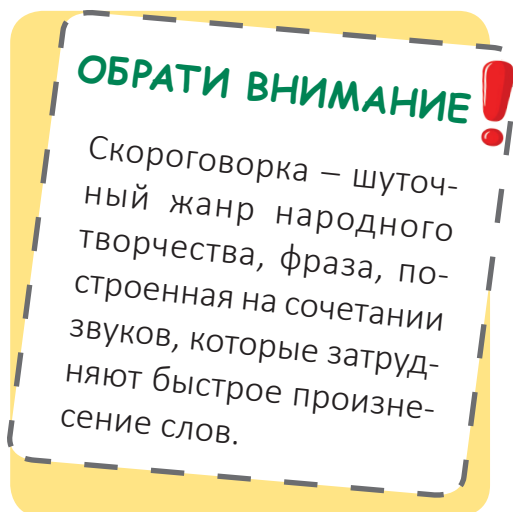 ОБРАТИ ВНИМАНИЕ!
Скороговорка – шуточ-
ный жанр народного
творчества, фраза, по-
строенная на сочетании
звуков, которые затруд-
няют быстрое произне-
сение слов.